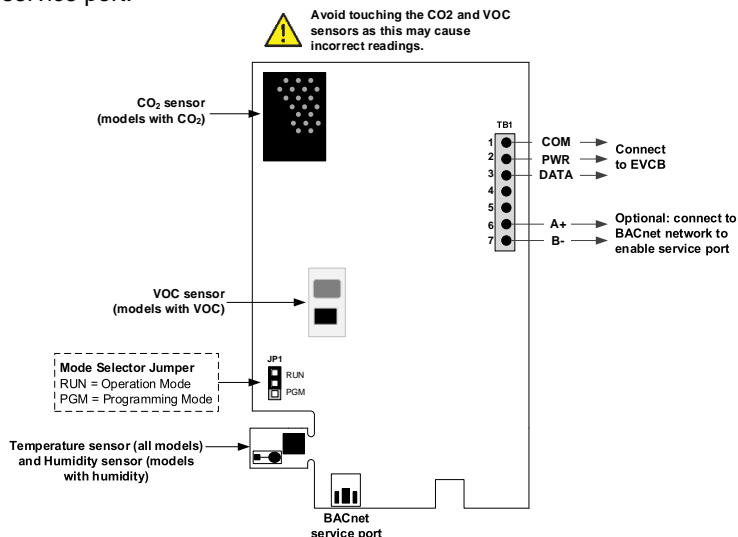 service port.
Avoid touching the CO2 and VOC
sensors as this may cause
incorrect readings.
CO₂ sensor
(models with CO₂)
TB1
1 COM
2 PWR
3 DATA
4
5
6 A+
7 B-
Connect
to EVCB
Optional: connect to
BACnet network to
enable service port
VOC sensor
(models with VOC)
JP1
RUN
PGM
Mode Selector Jumper
RUN = Operation Mode
PGM = Programming Mode
Temperature sensor (all models)
and Humidity sensor (models
with humidity)
BACnet
service port